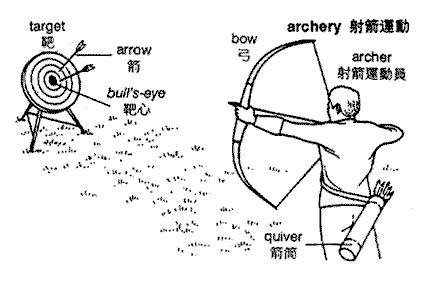 target
靶
arrow
箭
bull's-eye
靶心
archery 射箭運動
bow
弓
archer
射箭運動員
quiver
箭筒